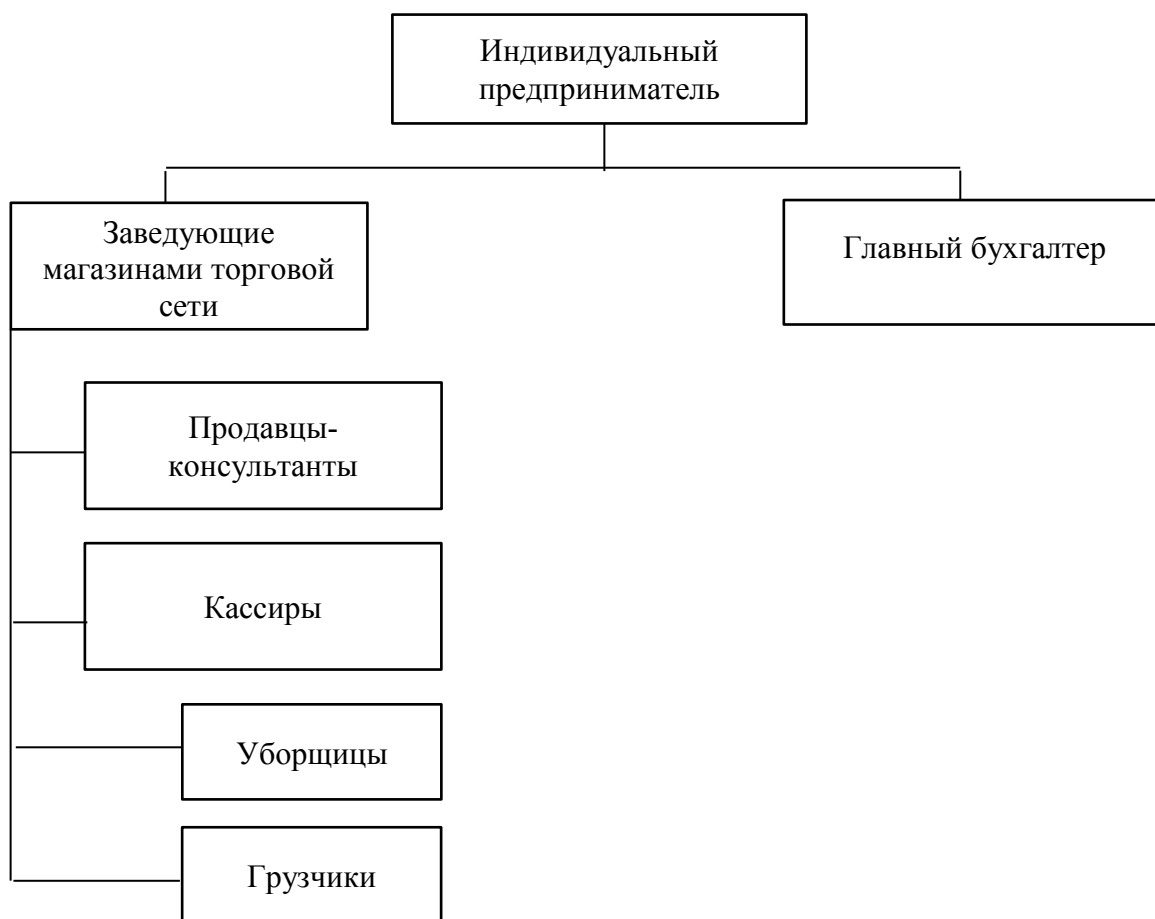 Индивидуальный
предприниматель
Заведующие
магазинами торговой
сети
Главный бухгалтер
Продавцы-
консультанты
Кассиры
Уборщицы
Грузчики